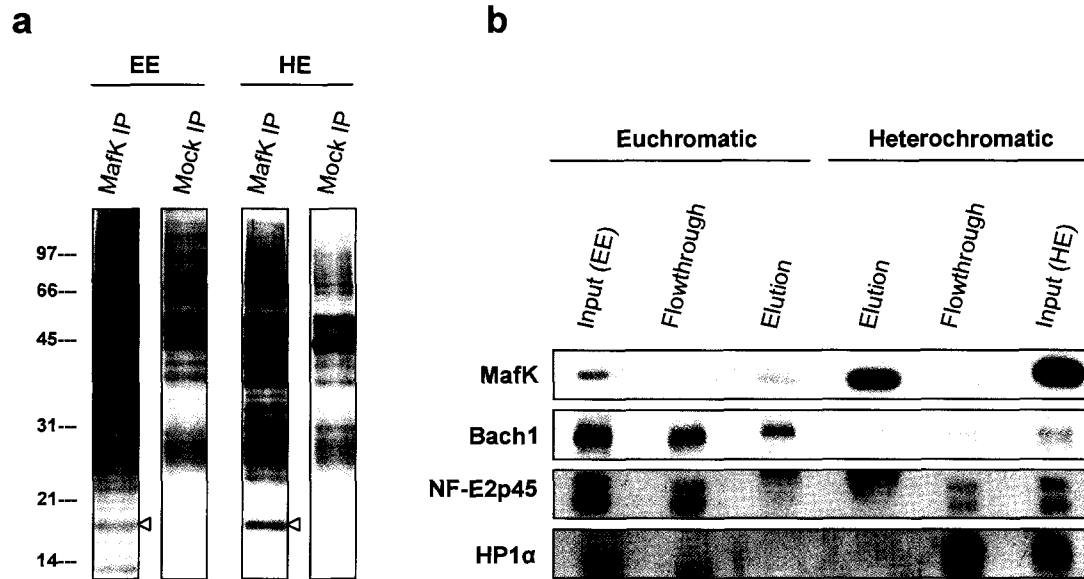 a
EE HE
MafK IP Mock IP MafK IP Mock IP
97---
66---
45---
31---
21---
14---
b
Euchromatic Heterochromatic
Input (EE) Flowthrough Elution Elution Flowthrough Input (HE)
MafK
Bach1
NF-E2p45
HP1α